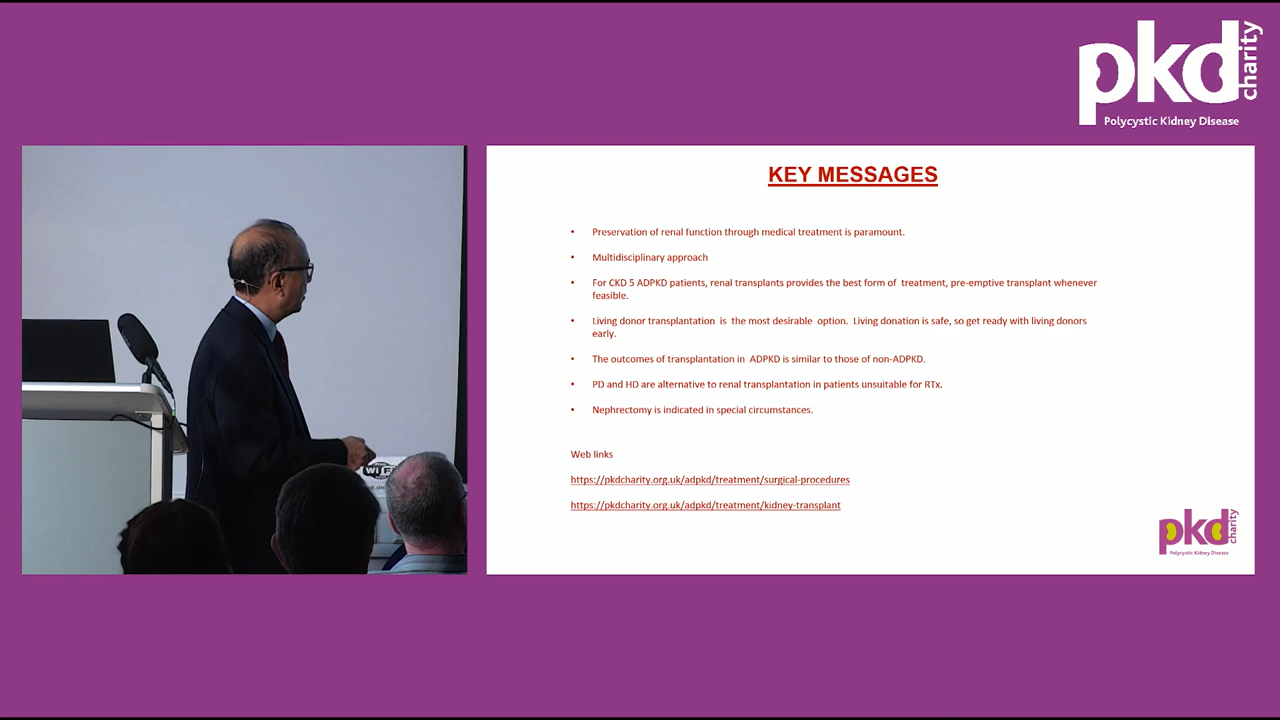 pkd charity
Polycystic Kidney Disease
KEY MESSAGES
• Preservation of renal function through medical treatment is paramount.
• Multidisciplinary approach
• For CKD 5 ADPKD patients, renal transplants provides the best form of treatment, pre-emptive transplant whenever
feasible.
• Living donor transplantation is the most desirable option. Living donation is safe, so get ready with living donors
early.
• The outcomes of transplantation in ADPKD is similar to those of non-ADPKD.
• PD and HD are alternative to renal transplantation in patients unsuitable for RTx.
• Nephrectomy is indicated in special circumstances.
Web links
https://pkdcharity.org.uk/adpkd/treatment/surgical-procedures
https://pkdcharity.org.uk/adpkd/treatment/kidney-transplant
WiFi
pkd charity
Polycystic Kidney Disease